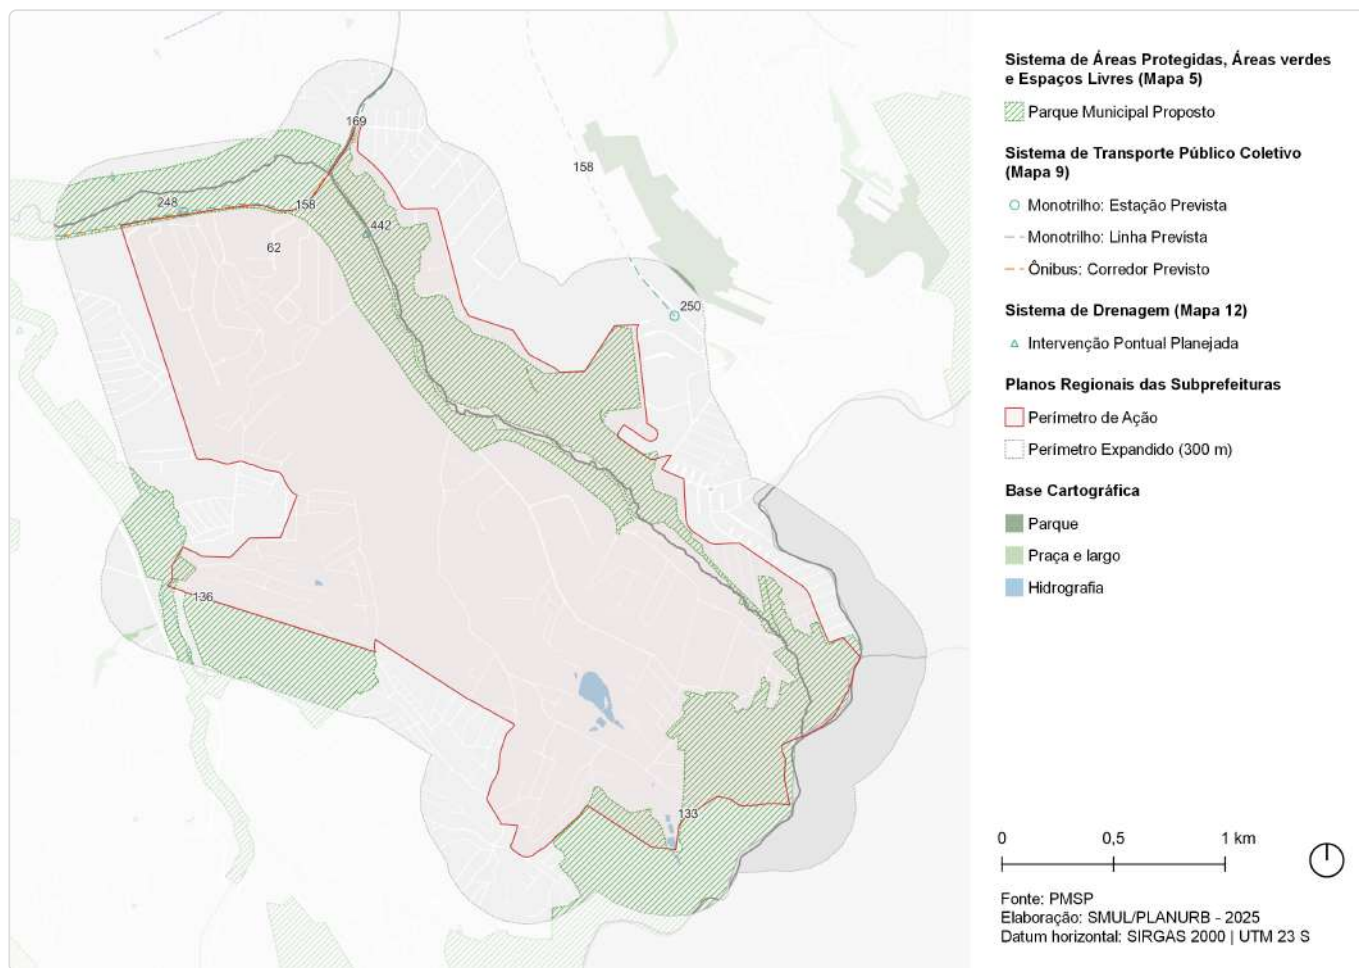 169
158
248
158
442
62
250
136
133
Sistema de Áreas Protegidas, Áreas verdes
e Espaços Livres (Mapa 5)
Parque Municipal Proposto
Sistema de Transporte Público Coletivo
(Mapa 9)
Monotrilho: Estação Prevista
Monotrilho: Linha Prevista
Ônibus: Corredor Previsto
Sistema de Drenagem (Mapa 12)
Intervenção Pontual Planejada
Planos Regionais das Subprefeituras
Perímetro de Ação
Perímetro Expandido (300 m)
Base Cartográfica
Parque
Praça e largo
Hidrografia
0 0,5 1 km
Fonte: PMSP
Elaboração: SMUL/PLANURB - 2025
Datum horizontal: SIRGAS 2000 | UTM 23 S